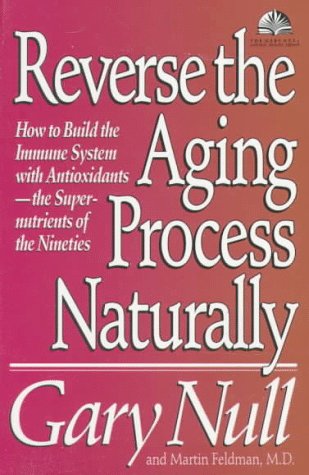 Reverse the
Aging
Process
Naturally
How to Build the
Immune System
with Antioxidants
—the Super-
nutrients of
the Nineties
Gary Null
and Martin Feldman, M.D.